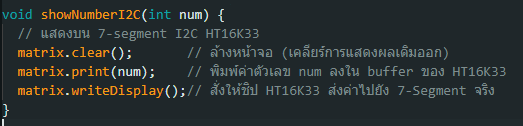 void showNumberI2C(int num) {
// แสดงบน 7-segment I2C HT16K33
matrix.clear();       // ล้างหน้าจอ (เคลียร์การแสดงผลเดิมออก)
matrix.print(num);    // พิมพ์ค่าตัวเลข num ลงใน buffer ของ HT16K33
matrix.writeDisplay();// สั่งให้ชิป HT16K33 ส่งค่าไปยัง 7-Segment จริง
}